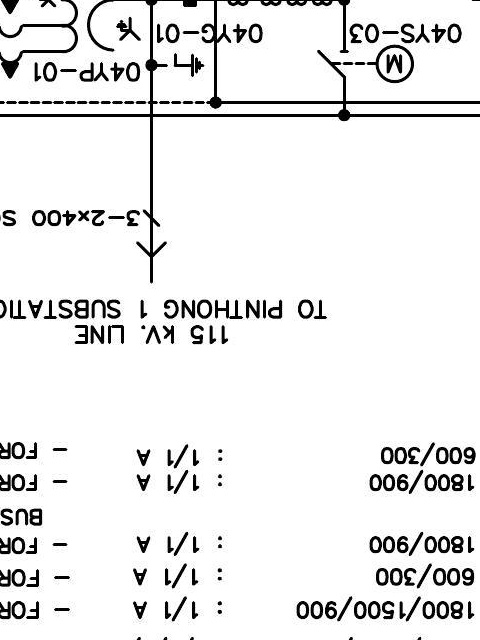 1800/1500/900 : 1/1 A - FOR
600/300 : 1/1 A - FOR
1800/900 : 1/1 A - FOR
BUS
1800/900 : 1/1 A - FOR
600/300 : 1/1 A - FOR
115 kV. LINE
TO PINTHONG 1 SUBSTATIO
3-2x400 S
M
04YP-01
04YS-03 04YG-01